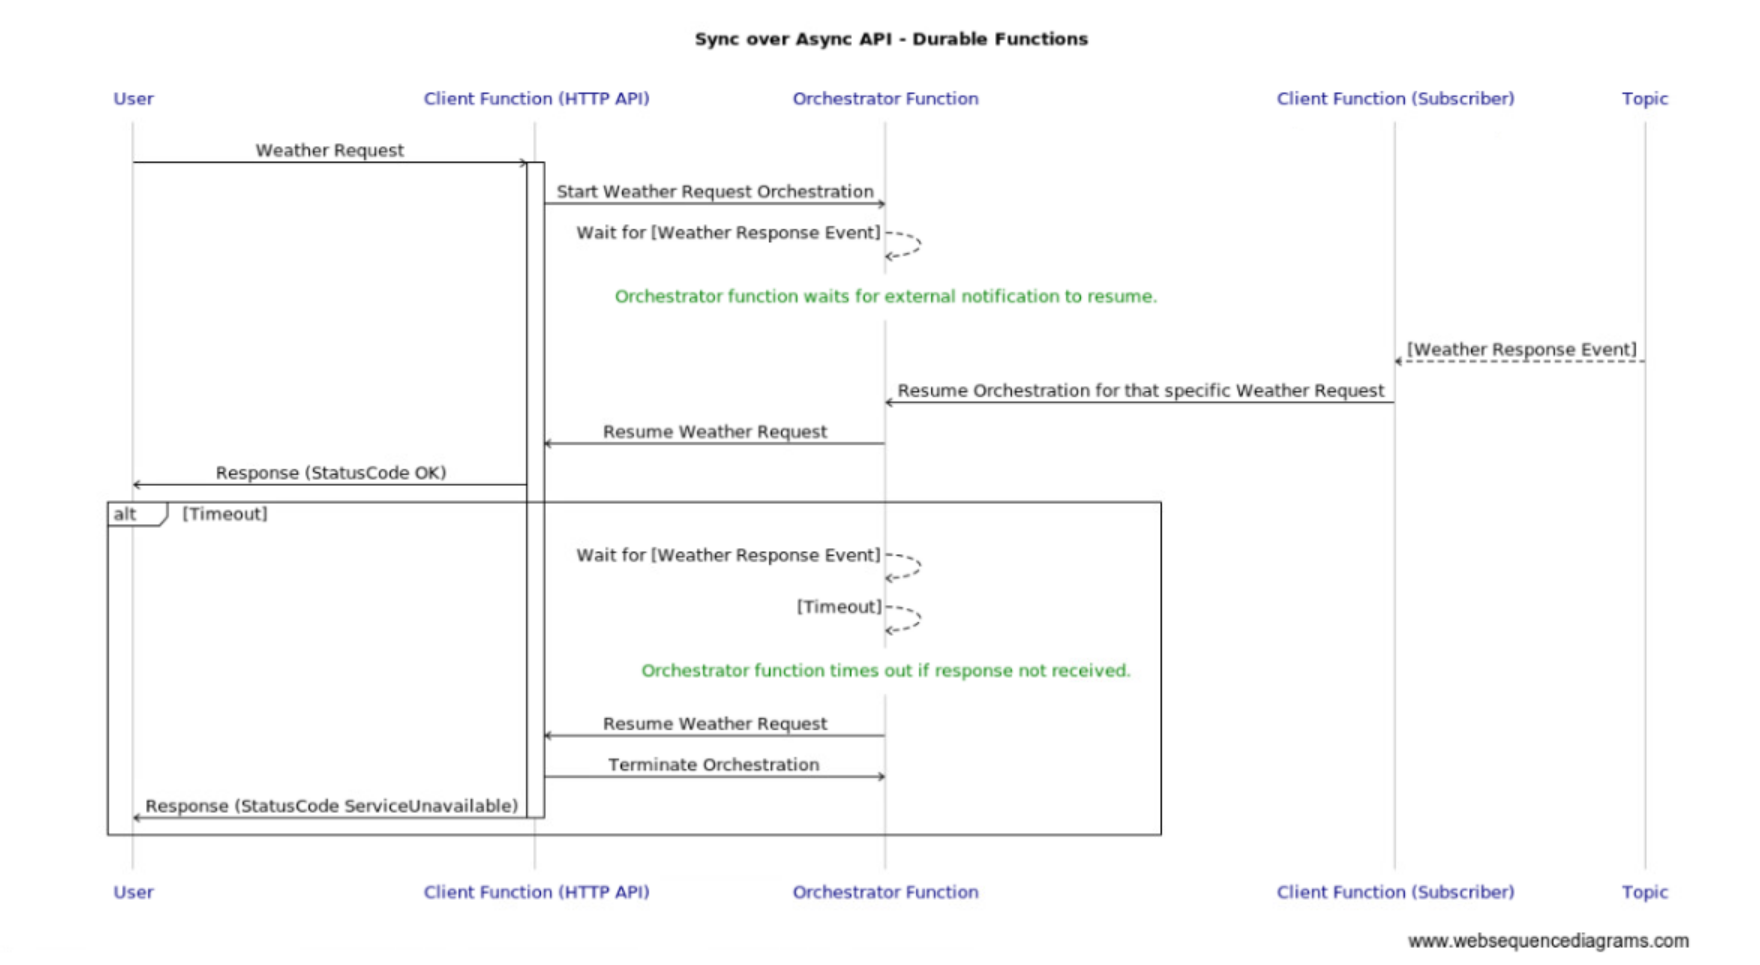 Sync over Async API - Durable Functions
User
Client Function (HTTP API)
Orchestrator Function
Client Function (Subscriber)
Topic
Weather Request
Start Weather Request Orchestration
Wait for [Weather Response Event]
Orchestrator function waits for external notification to resume.
[Weather Response Event]
Resume Orchestration for that specific Weather Request
Resume Weather Request
Response (StatusCode OK)
alt
[Timeout]
Wait for [Weather Response Event]
[Timeout]
Orchestrator function times out if response not received.
Resume Weather Request
Terminate Orchestration
Response (StatusCode ServiceUnavailable)
User
Client Function (HTTP API)
Orchestrator Function
Client Function (Subscriber)
Topic
www.websequencediagrams.com